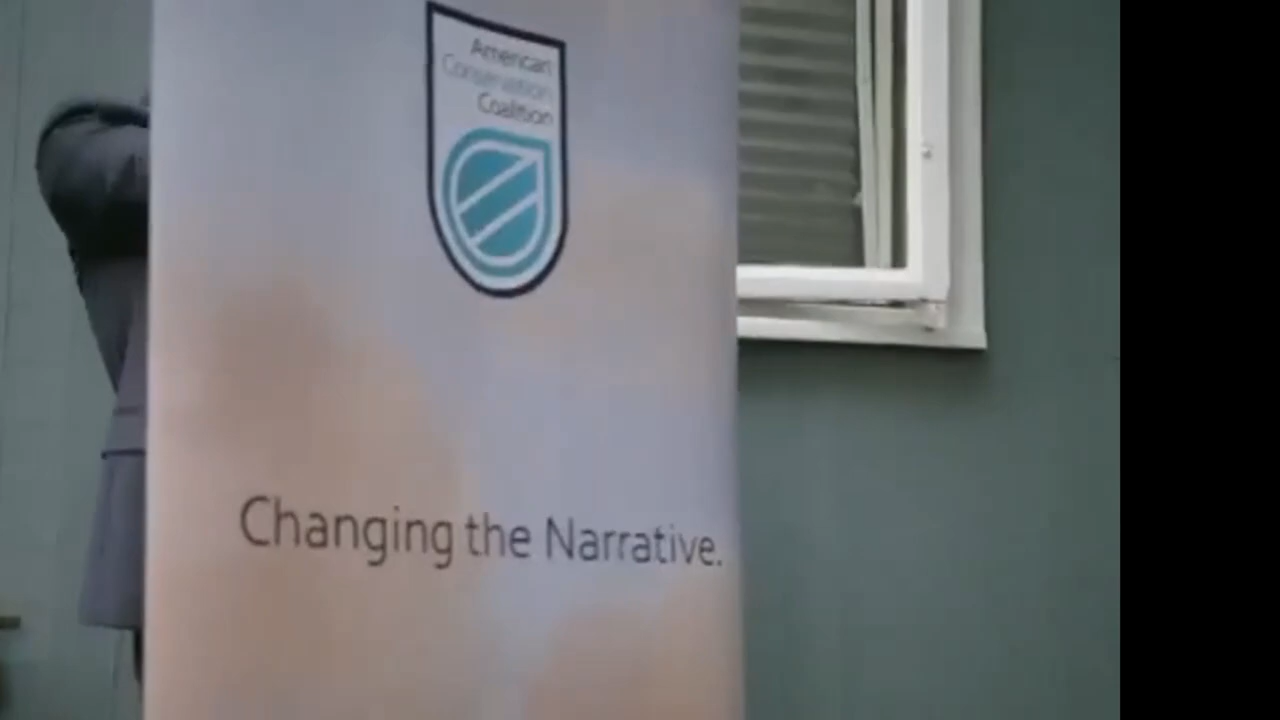 American
Conservation
Coalition
Changing the Narrative.